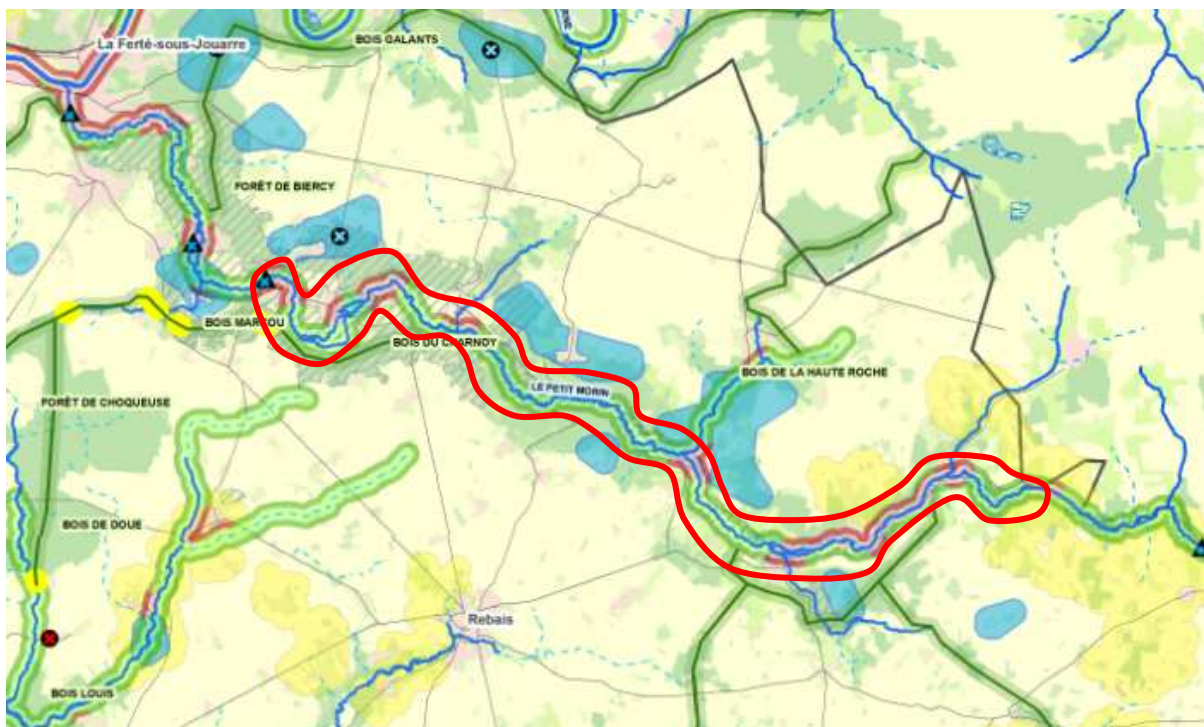 La Ferté-sous-Jouarre
BOIS GALANTS
FORÊT DE BIERCY
BOIS MARCOU
BOIS DU CHARNOY
LE PETIT MORIN
BOIS DE LA HAUTE ROCHE
FORÊT DE CHOQUEUSE
BOIS DE DOUE
Rebais
BOIS LOUIS